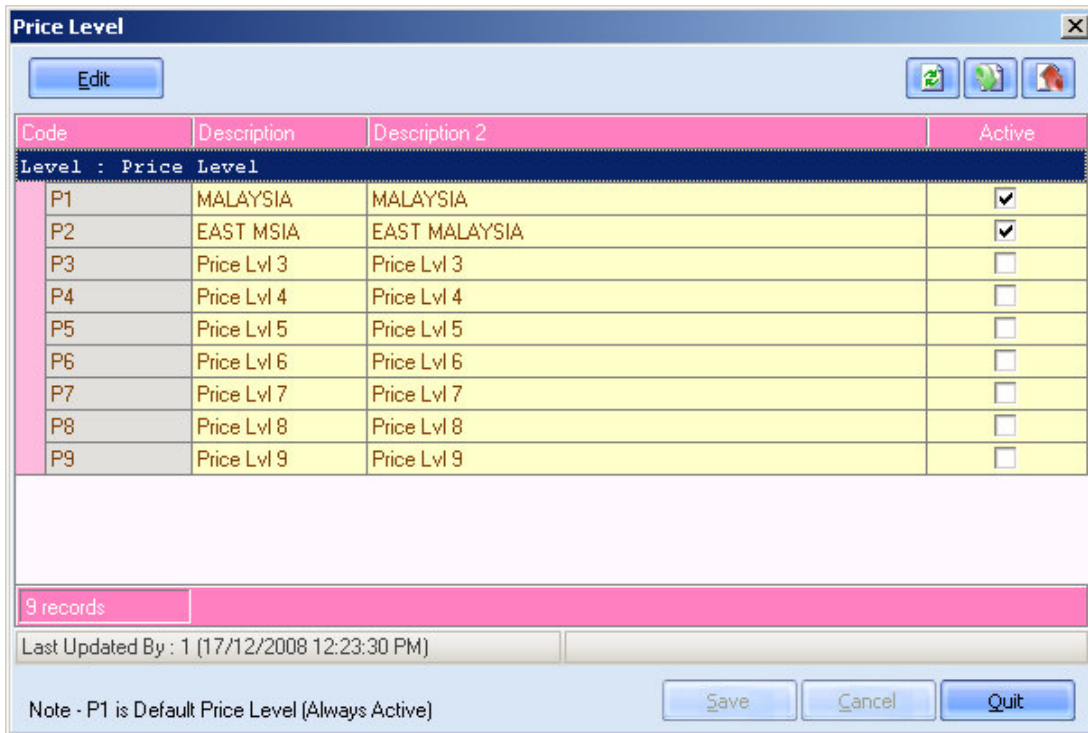 Price Level
Edit
Code Description Description 2 Active
Level : Price Level
P1 MALAYSIA MALAYSIA
P2 EAST MSIA EAST MALAYSIA
P3 Price Lvl 3 Price Lvl 3
P4 Price Lvl 4 Price Lvl 4
P5 Price Lvl 5 Price Lvl 5
P6 Price Lvl 6 Price Lvl 6
P7 Price Lvl 7 Price Lvl 7
P8 Price Lvl 8 Price Lvl 8
P9 Price Lvl 9 Price Lvl 9
9 records
Last Updated By : 1 (17/12/2008 12:23:30 PM)
Note - P1 is Default Price Level (Always Active) Save Cancel Quit